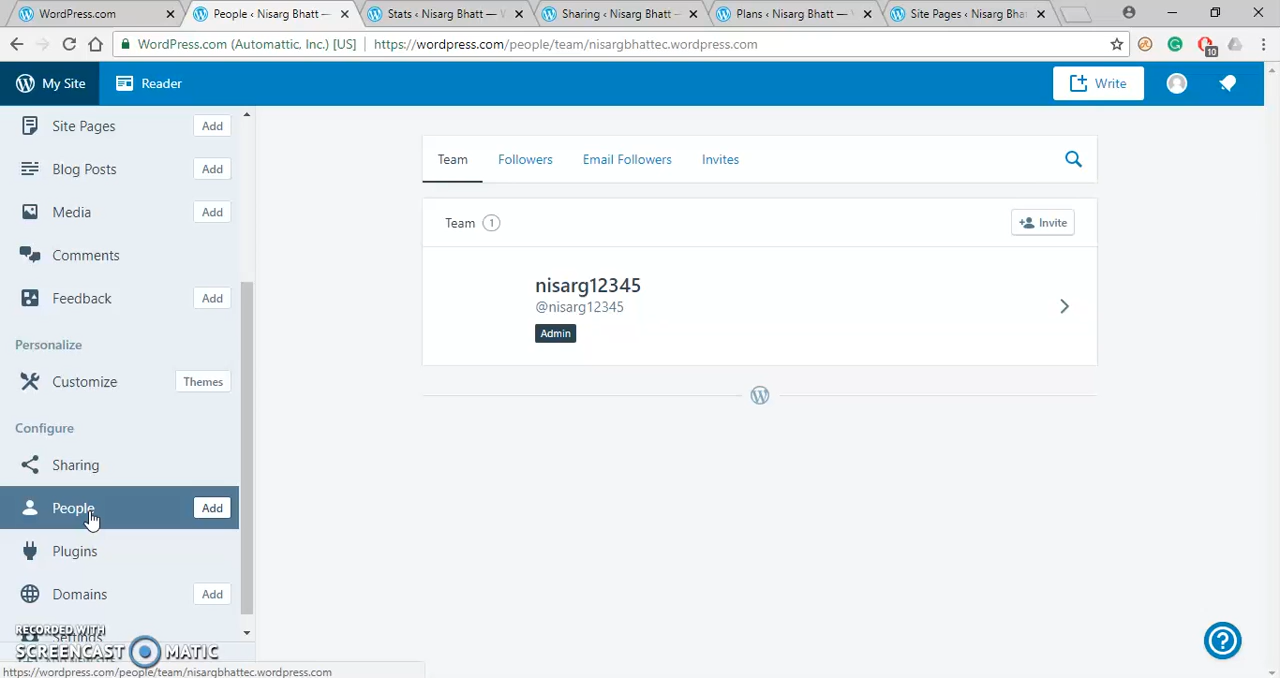 WordPress.com
People ‹ Nisarg Bhatt —
Stats ‹ Nisarg Bhatt — W
Sharing ‹ Nisarg Bhatt —
Plans ‹ Nisarg Bhatt — V
Site Pages ‹ Nisarg Bha
WordPress.com (Automattic, Inc.) [US]
https://wordpress.com/people/team/nisargbhattec.wordpress.com
10
My Site
Reader
Write
Site Pages
Add
Blog Posts
Add
Media
Add
Comments
Feedback
Add
Personalize
Customize
Themes
Configure
Sharing
People
Add
Plugins
Domains
Add
Settings
Team
Followers
Email Followers
Invites
Team 1
Invite
nisarg12345
@nisarg12345
Admin
RECORDED WITH
SCREENCAST MATIC
https://wordpress.com/people/team/nisargbhattec.wordpress.com